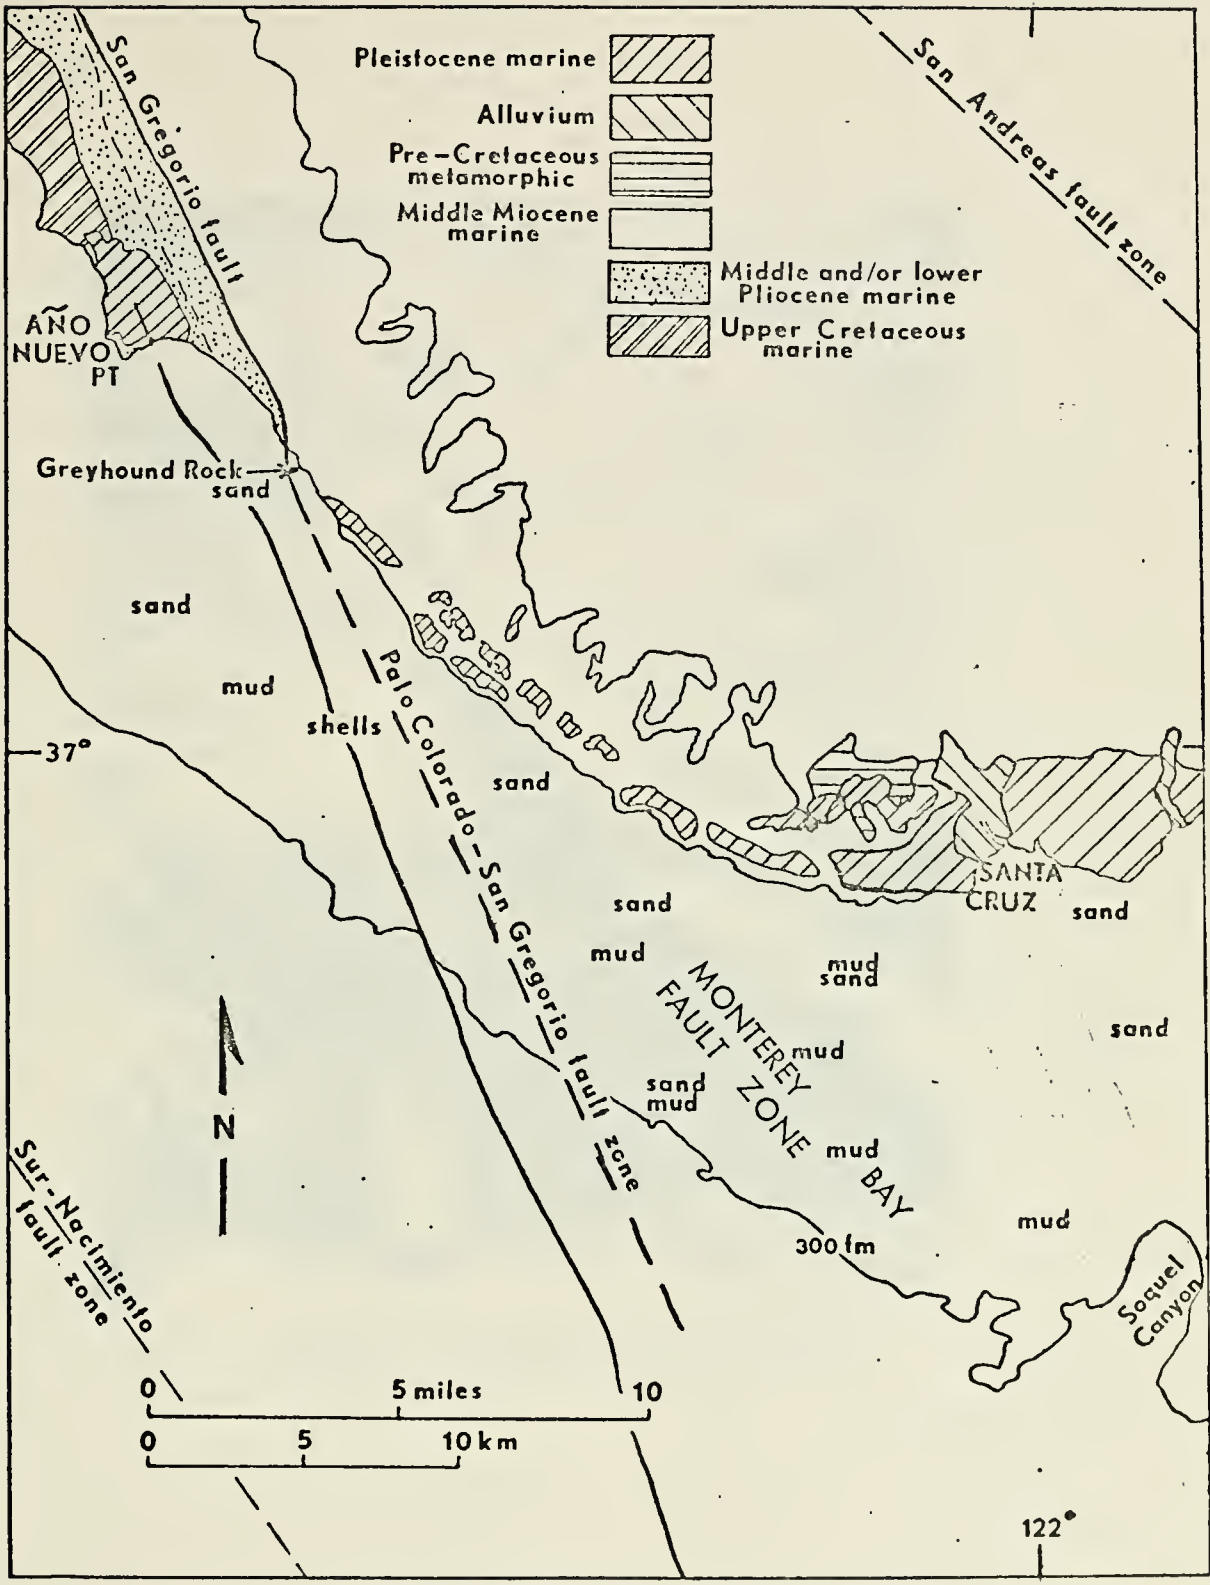 San Gregorio fault
Pleistocene marine
Alluvium
Pre-Cretaceous
metamorphic
Middle Miocene
marine
Middle and/or lower
Pliocene marine
Upper Cretaceous
marine
San Andreas fault zone
AÑO
NUEVO
PT
Greyhound Rock
sand
sand
mud
shells
37°
Palo Colorado-San Gregorio fault zone
sand
sand
mud
SANTA
CRUZ
sand
mud
sand
sand
MONTEREY
FAULT ZONE
BAY
mud
sand
mud
mud
mud
300 fm
Soquel
Canyon
N
Sur-Nacimiento
fault zone
0 5 miles 10
0 5 10 km
122°